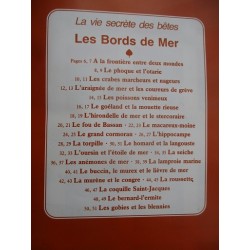 La vie secrète des bêtes
Les Bords de Mer
Pages 6, 7 A la frontière entre deux mondes
8, 9 Le phoque et l'otarie
10, 11 Les crabes marcheurs et nageurs
12, 13 L'araignée de mer et les coureurs de grève
14, 15 Les poissons venimeux
16, 17 Le goéland et la mouette rieuse
18, 19 L'hirondelle de mer et le stercoraire
20, 21 Le fou de Bassan • 22, 23 Le macareux-moine
24, 25 Le grand cormoran • 26, 27 L'hippocampe
28, 29 La torpille • 30, 31 Le homard et la langouste
32, 33 L'oursin et l'étoile de mer • 34, 35 La seiche
36, 37 Les anémones de mer • 38, 39 La lamproie marine
40, 41 Le buccin, le murex et le lièvre de mer
42, 43 La murène et le congre • 44, 45 La roussette
46, 47 La coquille Saint-Jacques
48, 49 Le bernard-l'ermite
50, 51 Les gobies et les blennies